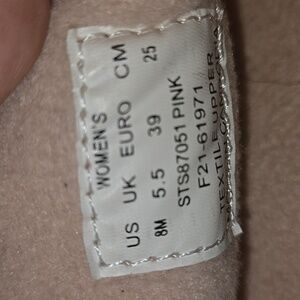 WOMEN'S
US UK EURO CM
8M 5.5 39 25
STS87051 PINK
F21-61971
TEXTILE UPPER